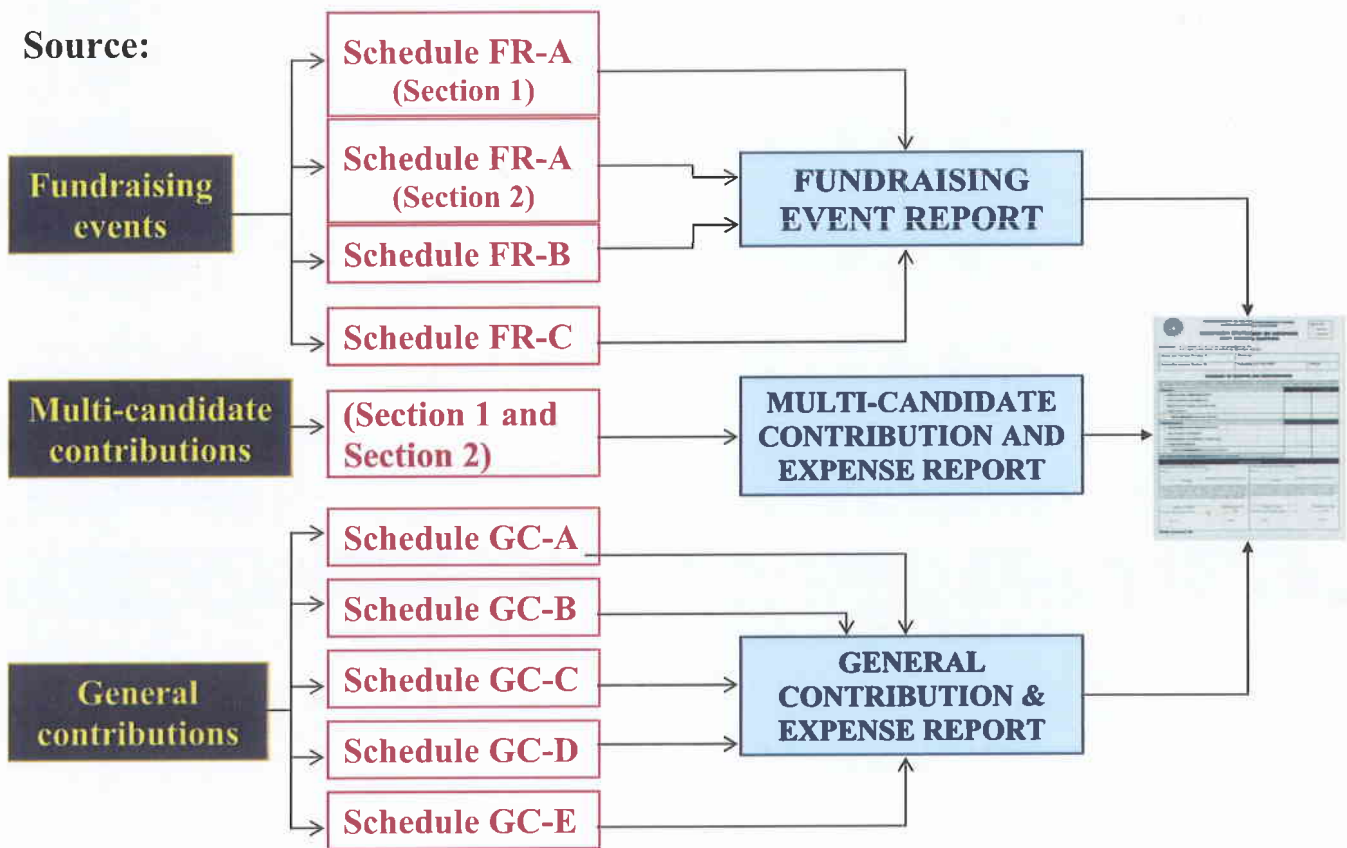 Source:
Fundraising
events
Schedule FR-A
(Section 1)
Schedule FR-A
(Section 2)
Schedule FR-B
Schedule FR-C
FUNDRAISING
EVENT REPORT
Multi-candidate
contributions
(Section 1 and
Section 2)
MULTI-CANDIDATE
CONTRIBUTION AND
EXPENSE REPORT
General
contributions
Schedule GC-A
Schedule GC-B
Schedule GC-C
Schedule GC-D
Schedule GC-E
GENERAL
CONTRIBUTION &
EXPENSE REPORT